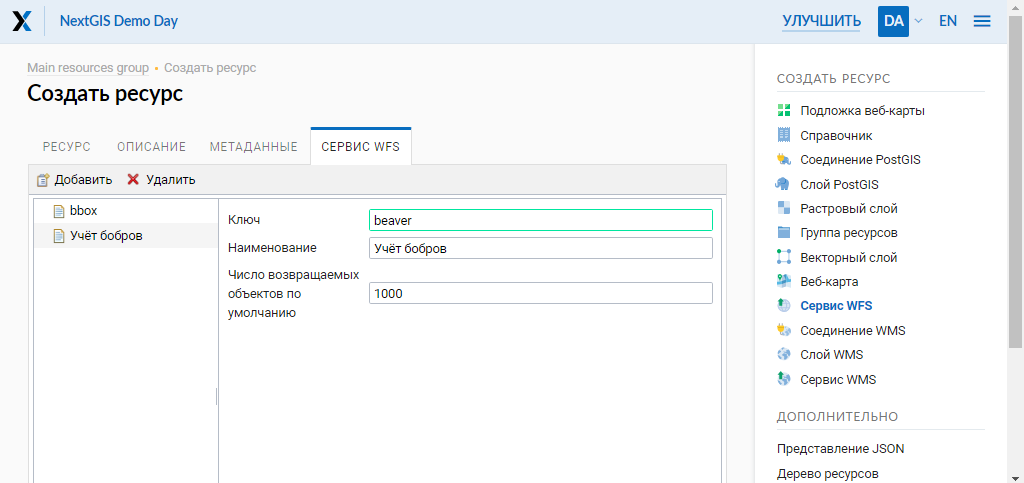 NextGIS Demo Day
УЛУЧШИТЬ
DA
EN
Main resources group • Создать ресурс
Создать ресурс
РЕСУРС
ОПИСАНИЕ
МЕТАДАННЫЕ
СЕРВИС WFS
Добавить
Удалить
bbox
Учёт бобров
Ключ
beaver
Наименование
Учёт бобров
Число возвращаемых
объектов по
умолчанию
1000
СОЗДАТЬ РЕСУРС
Подложка веб-карты
Справочник
Соединение PostGIS
Слой PostGIS
Растровый слой
Группа ресурсов
Векторный слой
Веб-карта
Сервис WFS
Соединение WMS
Слой WMS
Сервис WMS
ДОПОЛНИТЕЛЬНО
Представление JSON
Дерево ресурсов